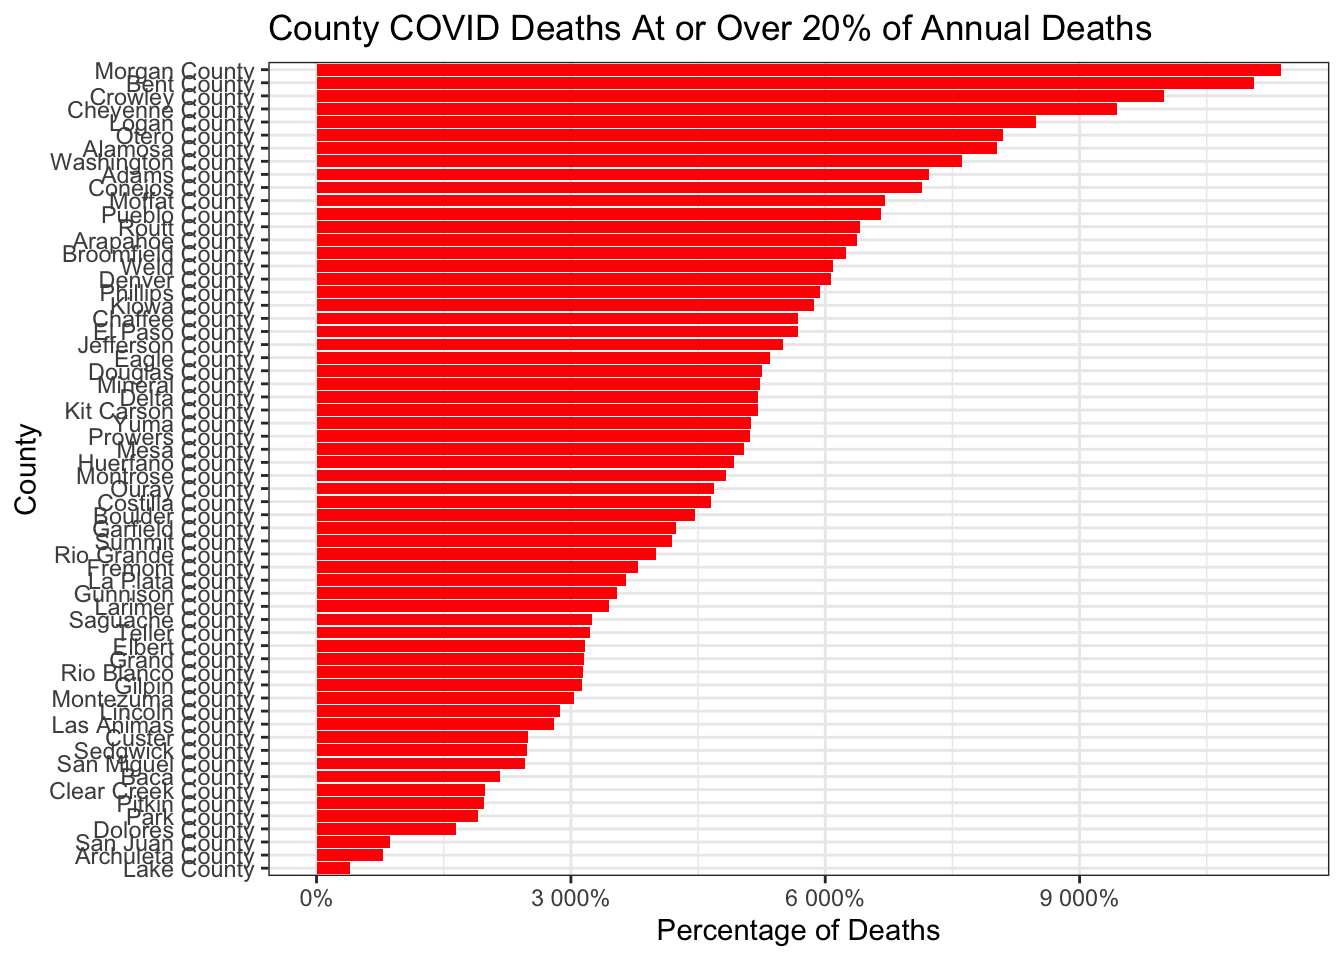 County COVID Deaths At or Over 20% of Annual Deaths
Morgan County
Bent County
Crowley County
Cheyenne County
Logan County
Otero County
Alamosa County
Washington County
Adams County
Conejos County
Moffat County
Pueblo County
Routt County
Arapahoe County
Broomfield County
Weld County
Denver County
Phillips County
Kiowa County
Chaffee County
El Paso County
Jefferson County
Eagle County
Douglas County
Mineral County
Delta County
Kit Carson County
Yuma County
Prowers County
Mesa County
Huerfano County
Montrose County
Ouray County
Costilla County
Boulder County
Garfield County
Summit County
Rio Grande County
Fremont County
La Plata County
Gunnison County
Larimer County
Saguache County
Teller County
Elbert County
Grand County
Rio Blanco County
Gilpin County
Montezuma County
Lincoln County
Las Animas County
Custer County
Sedgwick County
San Miguel County
Baca County
Clear Creek County
Pitkin County
Park County
Dolores County
San Juan County
Archuleta County
Lake County
County
0% 3 000% 6 000% 9 000%
Percentage of Deaths